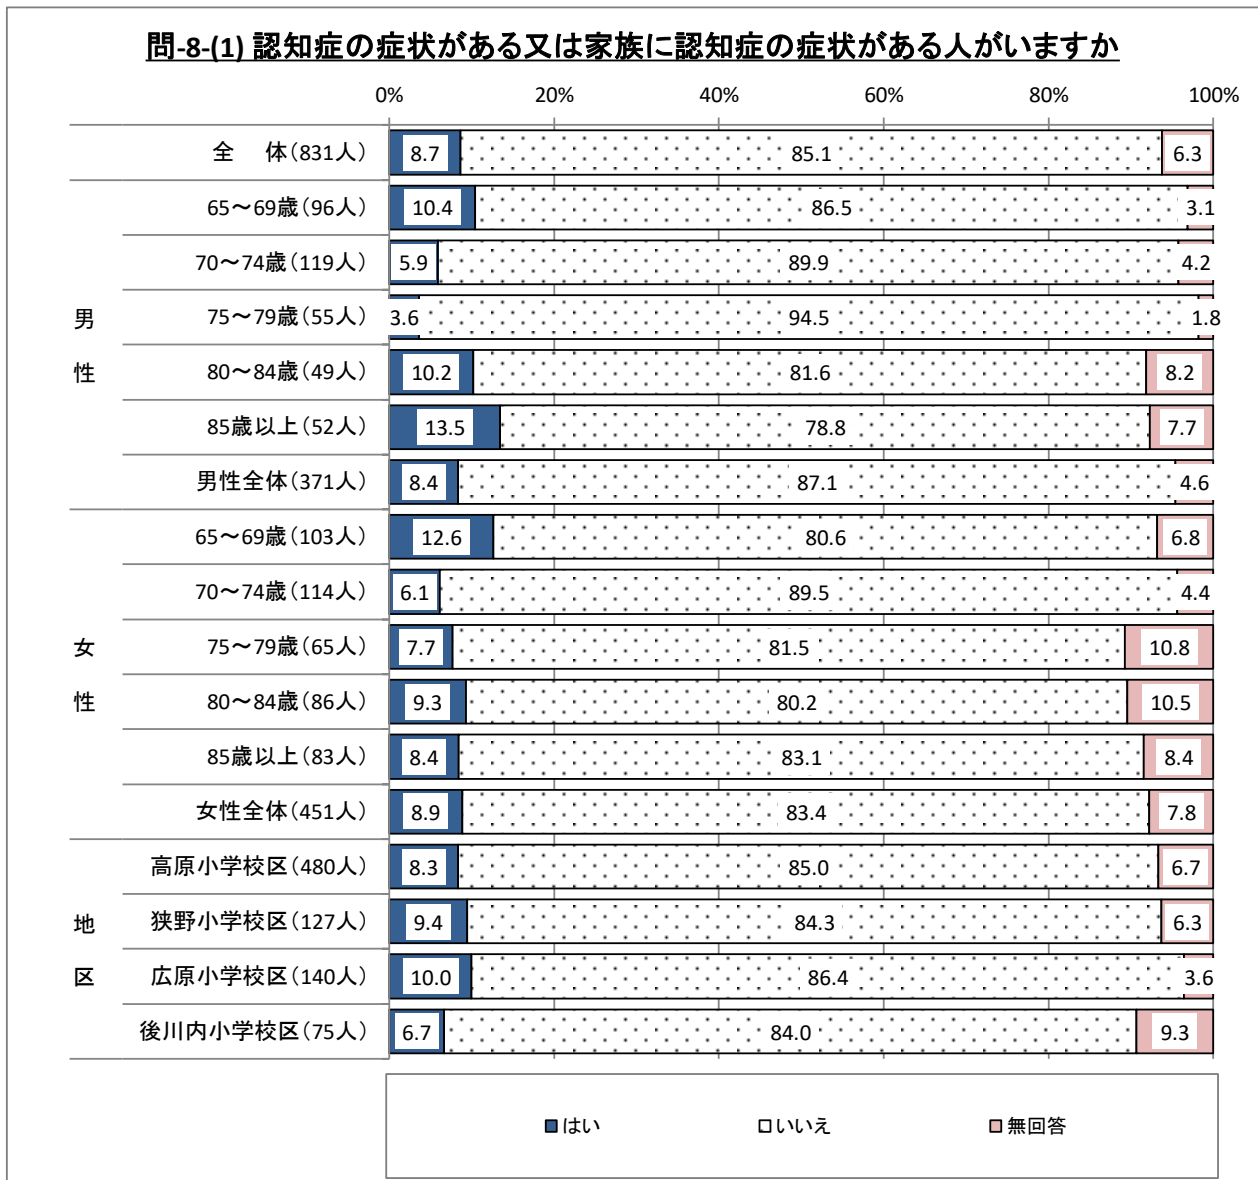 問-8-(1) 認知症の症状がある又は家族に認知症の症状がある人がいますか
0% 20% 40% 60% 80% 100%
全 体(831人) 8.7 85.1 6.3
65～69歳(96人) 10.4 86.5 3.1
70～74歳(119人) 5.9 89.9 4.2
男 75～79歳(55人) 3.6 94.5 1.8
性 80～84歳(49人) 10.2 81.6 8.2
85歳以上(52人) 13.5 78.8 7.7
男性全体(371人) 8.4 87.1 4.6
65～69歳(103人) 12.6 80.6 6.8
70～74歳(114人) 6.1 89.5 4.4
女 75～79歳(65人) 7.7 81.5 10.8
性 80～84歳(86人) 9.3 80.2 10.5
85歳以上(83人) 8.4 83.1 8.4
女性全体(451人) 8.9 83.4 7.8
高原小学校区(480人) 8.3 85.0 6.7
地 狭野小学校区(127人) 9.4 84.3 6.3
区 広原小学校区(140人) 10.0 86.4 3.6
後川内小学校区(75人) 6.7 84.0 9.3
はい いいえ 無回答